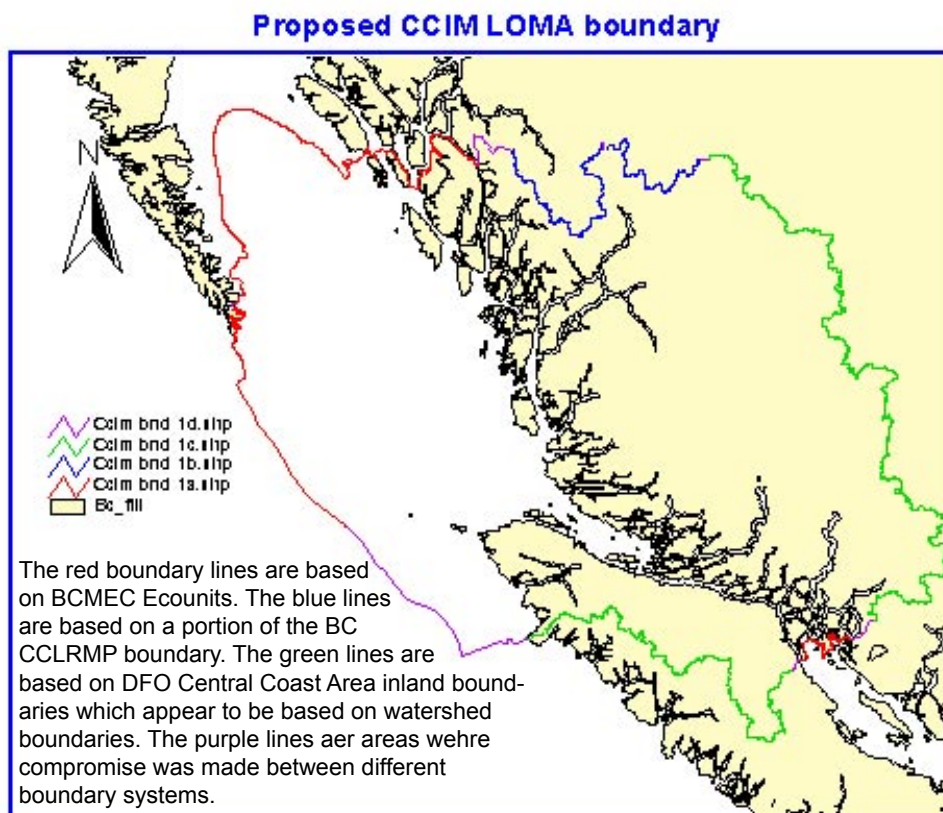 Proposed CCIM LOMA boundary
N
Ccim bnd 1d.shp
Ccim bnd 1c.shp
Ccim bnd 1b.shp
Ccim bnd 1a.shp
Bc_fill
The red boundary lines are based
on BCMEC Ecounits. The blue lines
are based on a portion of the BC
CCLRMP boundary. The green lines are
based on DFO Central Coast Area inland bound-
aries which appear to be based on watershed
boundaries. The purple lines aer areas wehre
compromise was made between different
boundary systems.